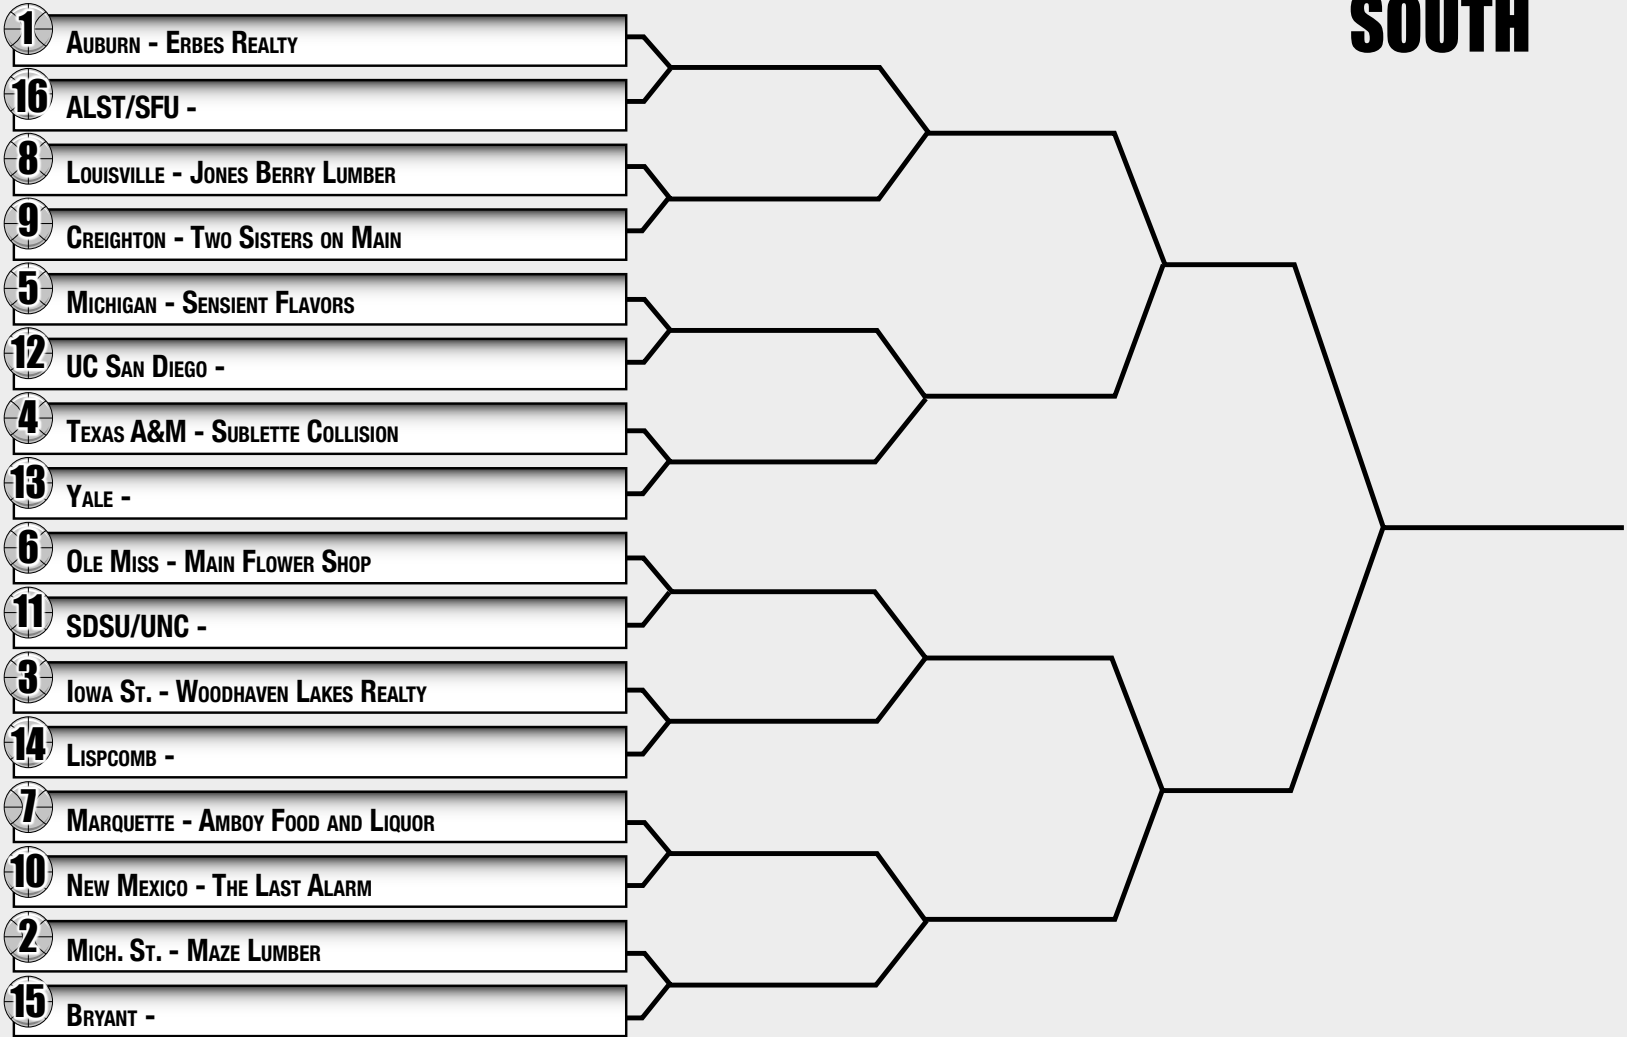 SOUTH
1 Auburn - Erbes Realty
16 ALST/SFU -
8 Louisville - Jones Berry Lumber
9 Creighton - Two Sisters on Main
5 Michigan - Sensient Flavors
12 UC San Diego -
4 Texas A&M - Sublette Collision
13 Yale -
6 Ole Miss - Main Flower Shop
11 SDSU/UNC -
3 Iowa St. - Woodhaven Lakes Realty
14 Lispcomb -
7 Marquette - Amboy Food and Liquor
10 New Mexico - The Last Alarm
2 Mich. St. - Maze Lumber
15 Bryant -